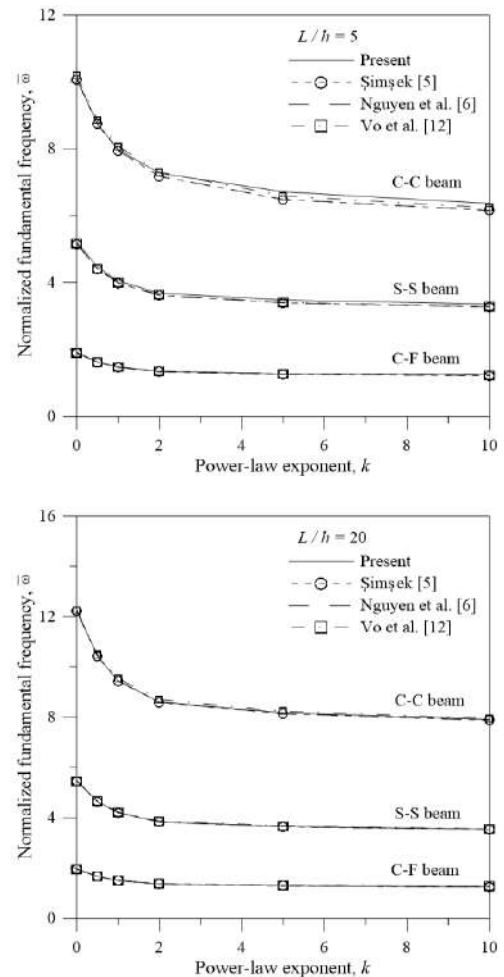 L / h = 5
Present
Şimşek [5]
Nguyen et al. [6]
Vo et al. [12]
12
8
4
0
Normalized fundamental frequency, ω̅
C-C beam
S-S beam
C-F beam
0 2 4 6 8 10
Power-law exponent, k
L / h = 20
Present
Şimşek [5]
Nguyen et al. [6]
Vo et al. [12]
16
12
8
4
0
Normalized fundamental frequency, ω̅
C-C beam
S-S beam
C-F beam
0 2 4 6 8 10
Power-law exponent, k